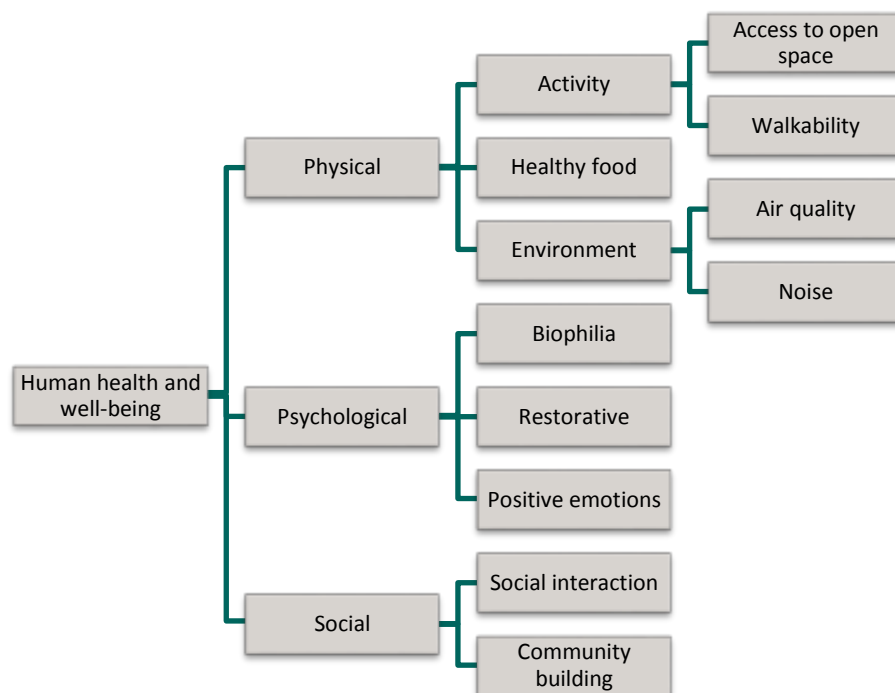 Access to open
space
Activity
Walkability
Physical
Healthy food
Air quality
Environment
Noise
Biophilia
Human health and
well-being
Psychological
Restorative
Positive emotions
Social interaction
Social
Community
building